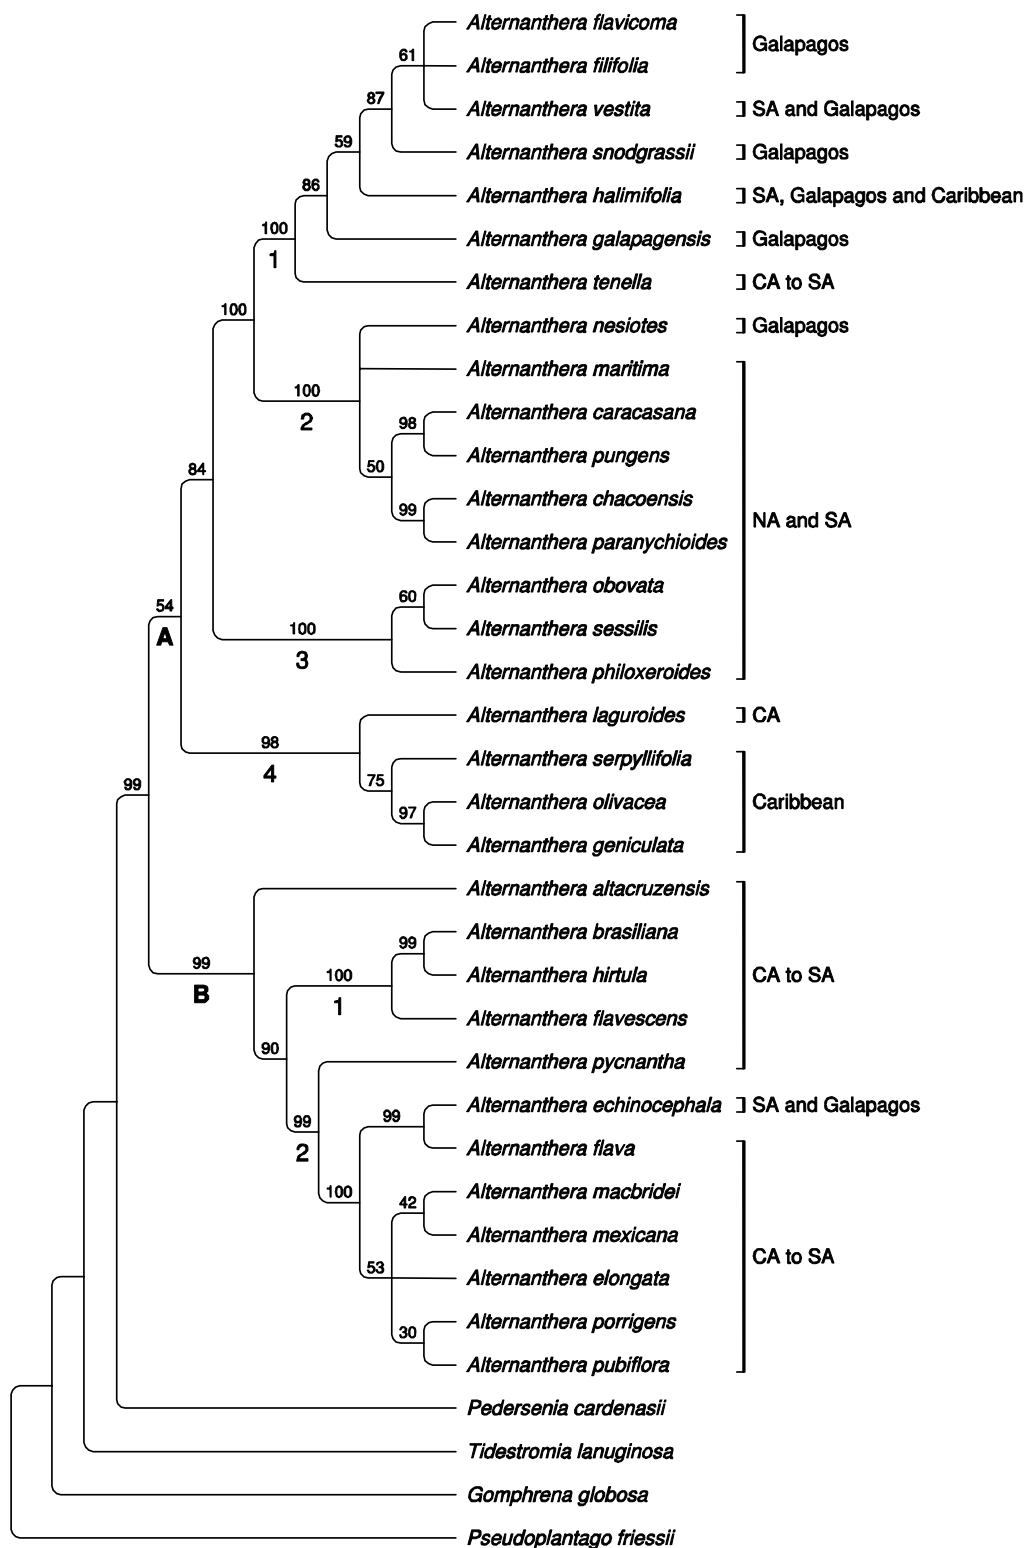 Alternanthera flavicoma
Galapagos
61
Alternanthera filifolia
87
Alternanthera vestita
SA and Galapagos
59
Alternanthera snodgrassii
Galapagos
86
Alternanthera halimifolia
SA, Galapagos and Caribbean
100
Alternanthera galapagensis
Galapagos
1
Alternanthera tenella
CA to SA
100
Alternanthera nesiotes
Galapagos
Alternanthera maritima
100
Alternanthera caracasana
2
98
Alternanthera pungens
84
50
Alternanthera chacoensis
99
NA and SA
Alternanthera paranychioides
Alternanthera obovata
54
60
A
100
Alternanthera sessilis
3
Alternanthera philoxeroides
Alternanthera laguroides
CA
98
Alternanthera serpyllifolia
4
99
75
Alternanthera olivacea
Caribbean
97
Alternanthera geniculata
Alternanthera altacruzensis
Alternanthera brasiliana
99
99
100
Alternanthera hirtula
CA to SA
B
1
Alternanthera flavescens
90
Alternanthera pycnantha
Alternanthera echinocephala
SA and Galapagos
99
99
2
Alternanthera flava
100
Alternanthera macbridei
42
Alternanthera mexicana
CA to SA
53
Alternanthera elongata
Alternanthera porrigens
30
Alternanthera pubiflora
Pedersenia cardenasii
Tidestromia lanuginosa
Gomphrena globosa
Pseudoplantago friessii